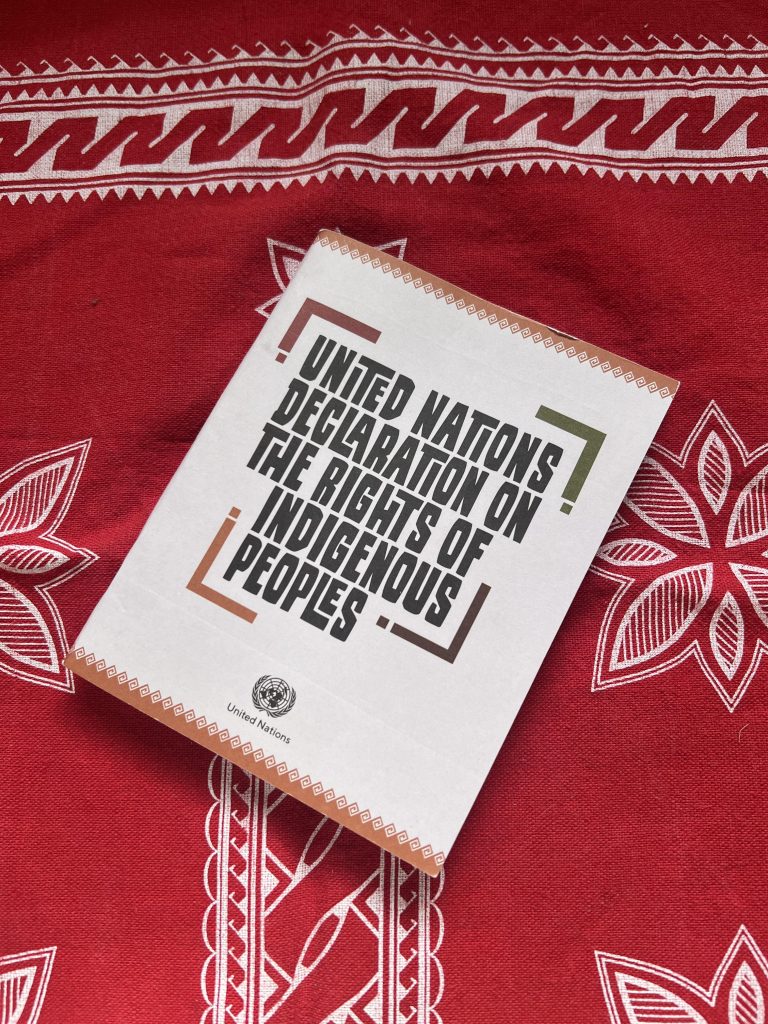 UNITED NATIONS
DECLARATION ON
THE RIGHTS OF
INDIGENOUS
PEOPLES
United Nations